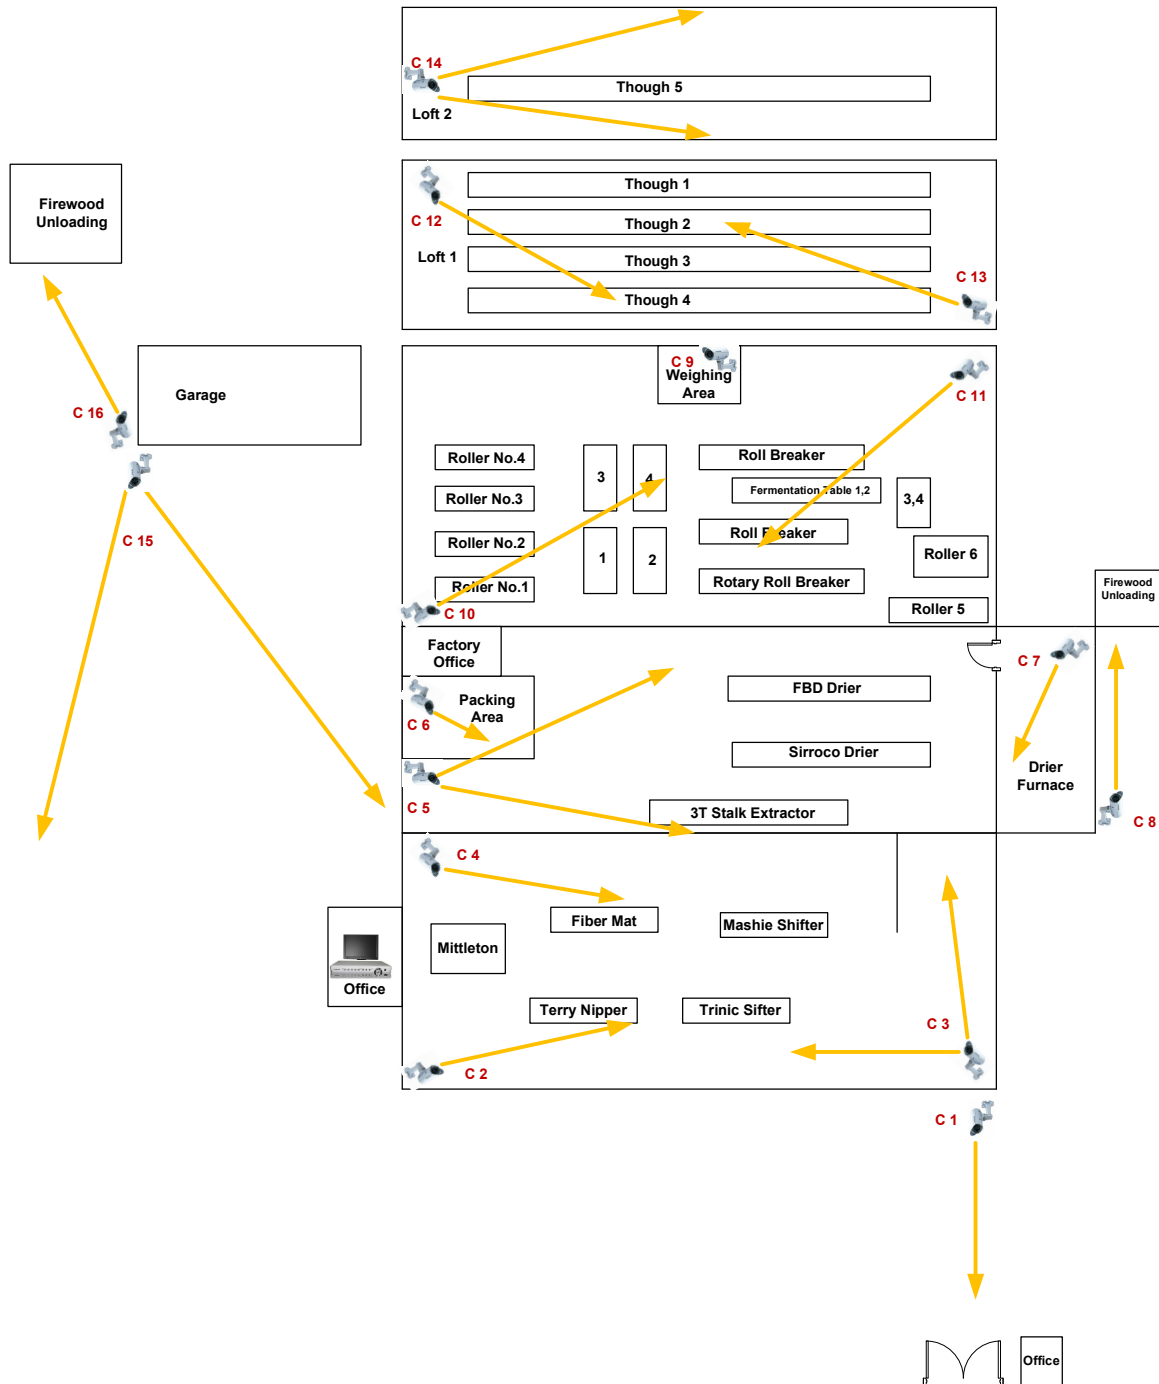 C 14
Though 5
Loft 2
Firewood
Unloading
Though 1
C 12
Though 2
Loft 1
Though 3
C 13
Though 4
C 9
Weighing
Area
C 11
Garage
C 16
Roller No.4
3
4
Roll Breaker
Roller No.3
Fermentation Table 1,2
3,4
C 15
Roller No.2
1
2
Roll Breaker
Roller 6
Roller No.1
Rotary Roll Breaker
Firewood
Unloading
C 10
Roller 5
Factory
Office
C 7
Packing
Area
FBD Drier
C 6
Sirroco Drier
Drier
Furnace
C 5
3T Stalk Extractor
C 8
C 4
Fiber Mat
Mashie Shifter
Mittleton
Office
Terry Nipper
Trinic Sifter
C 3
C 2
C 1
Office